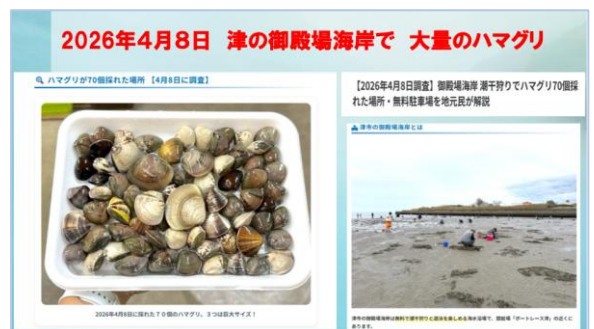 2026年4月8日 津の御殿場海岸で 大量のハマグリ
ハマグリが70個採れた場所 【4月8日に調査】
2026年4月8日に採れた７０個のハマグリ。３つは巨大サイズ！
【2026年4月8日調査】御殿場海岸 潮干狩りでハマグリ70個採
れた場所・無料駐車場を地元民が解説
津市の御殿場海岸とは
津市の御殿場海岸は無料で潮干狩りと遊泳を楽しめる海水浴場で、競艇場「ボートレース津」の近くに
あります。